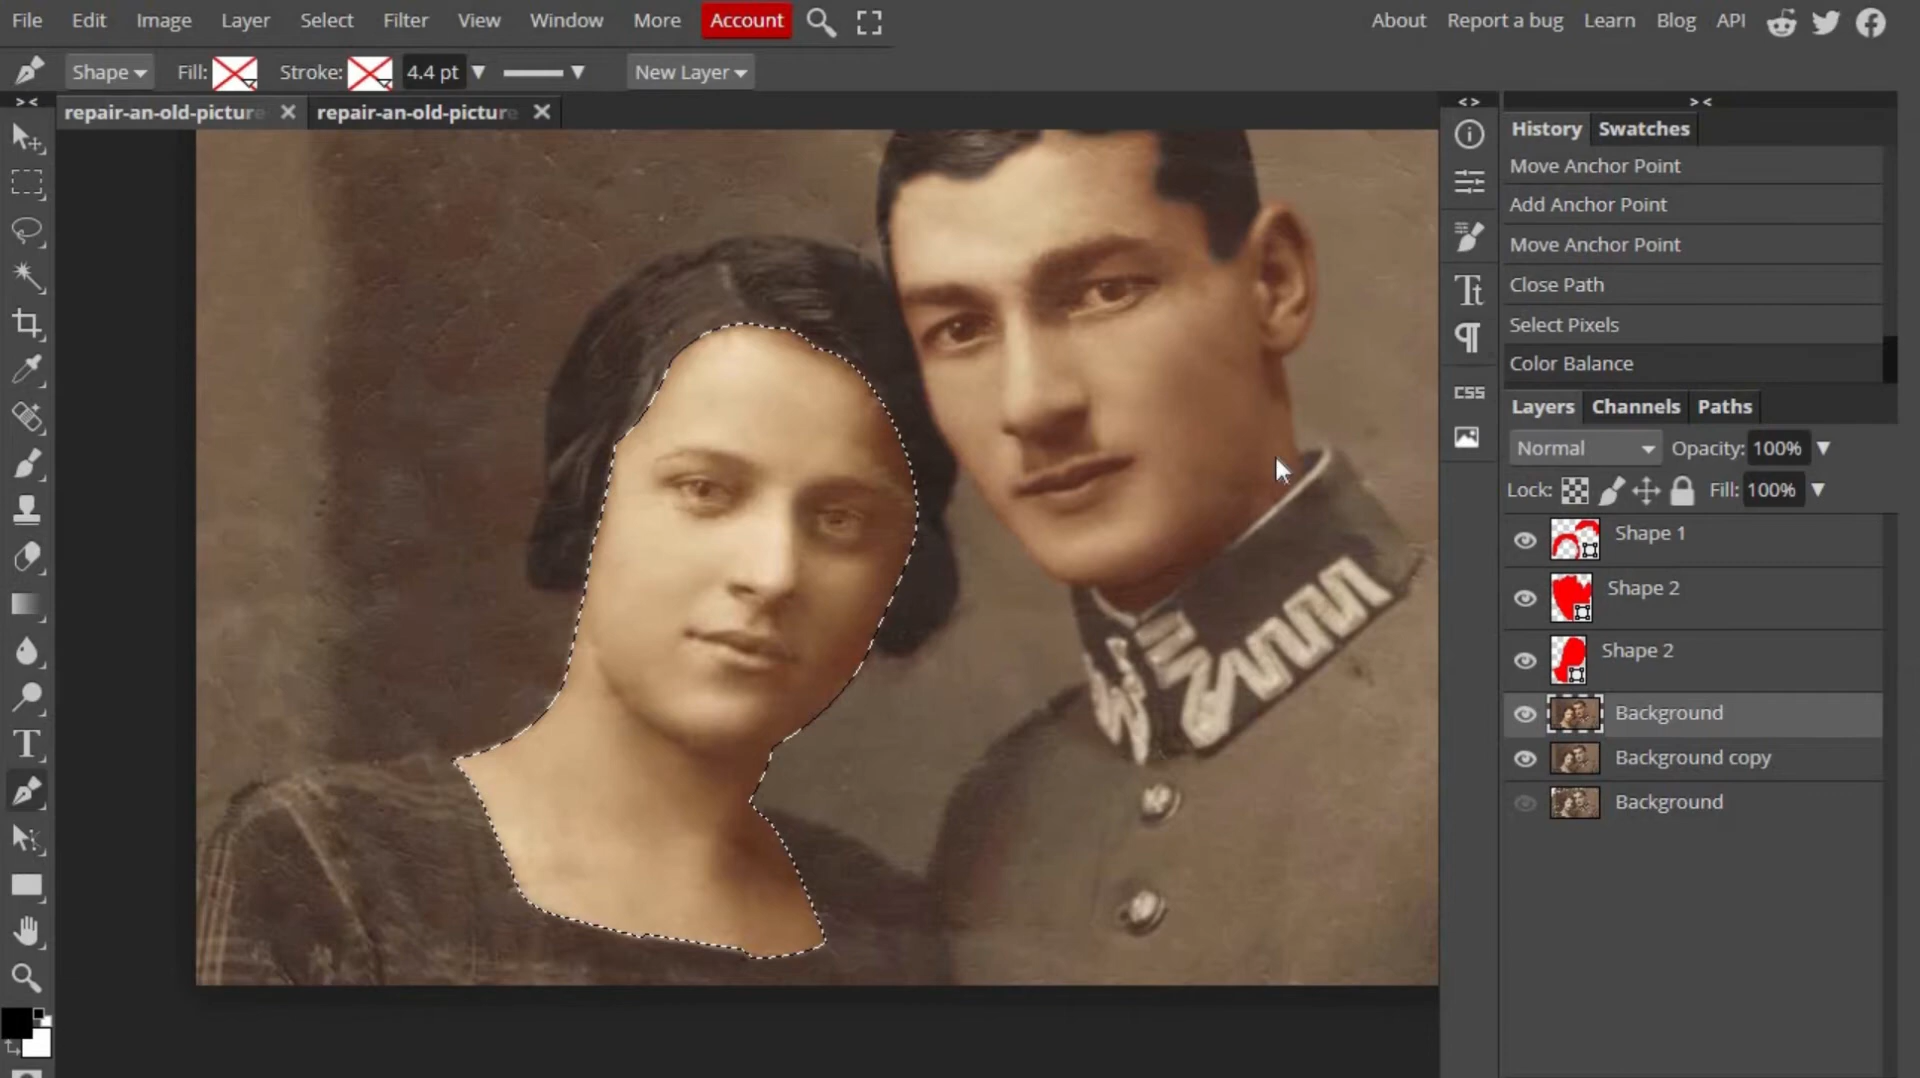 File Edit Image Layer Select Filter View Window More Account About Report a bug Learn Blog API
Shape Fill: Stroke: 4.4 pt New Layer
repair-an-old-picture repair-an-old-picture
History Swatches
Move Anchor Point
Add Anchor Point
Move Anchor Point
Close Path
Select Pixels
Color Balance
CSS
Layers Channels Paths
Normal Opacity: 100%
Lock: Fill: 100%
Shape 1
Shape 2
Shape 2
Background
Background copy
Background